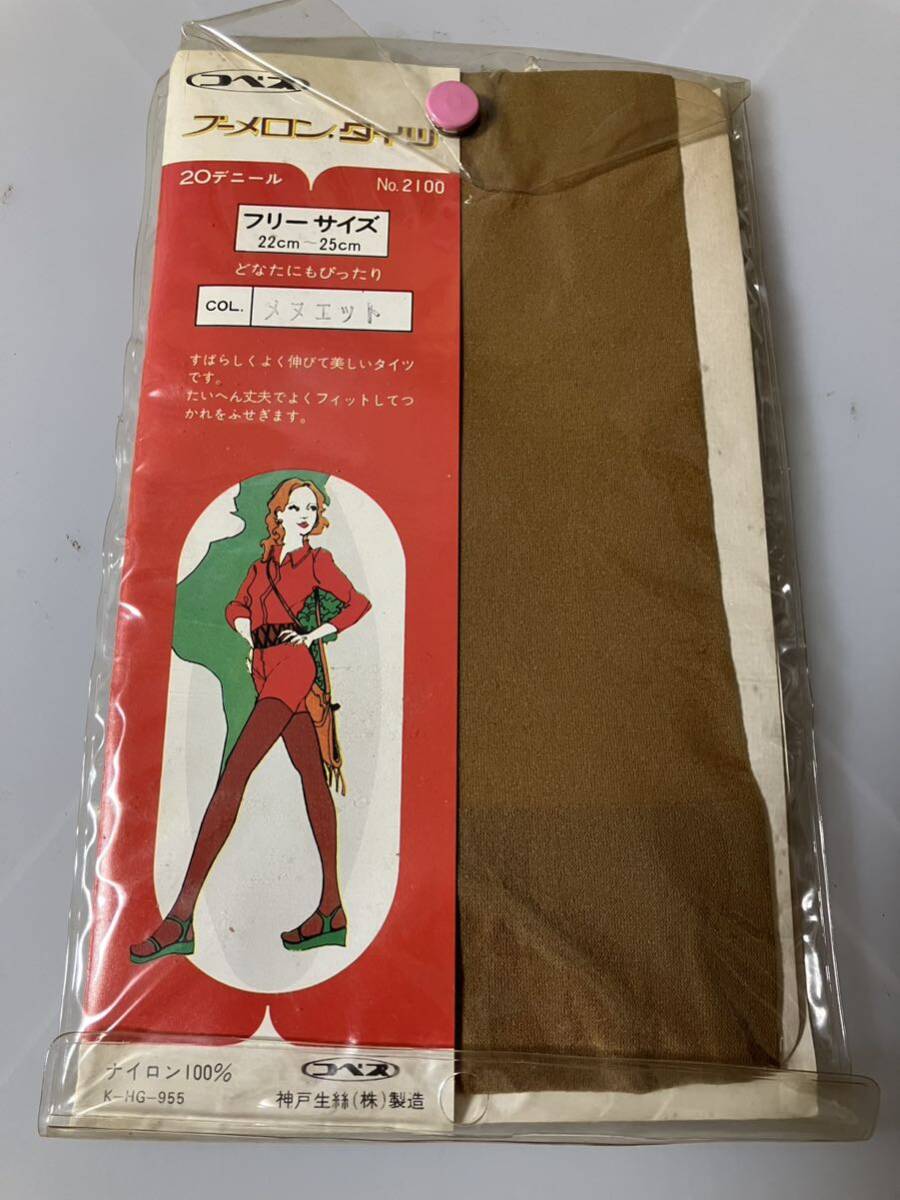 コベス
ブーメロン・タイツ
20デニール No.2100
フリーサイズ
22cm~25cm
どなたにもぴったり
COL. メヌエット
すばらしくよく伸びて美しいタイツ
です。
たいへん丈夫でよくフィットしてつ
かれをふせぎます。
ナイロン100% コベス
K-HG-955 神戸生絲(株)製造